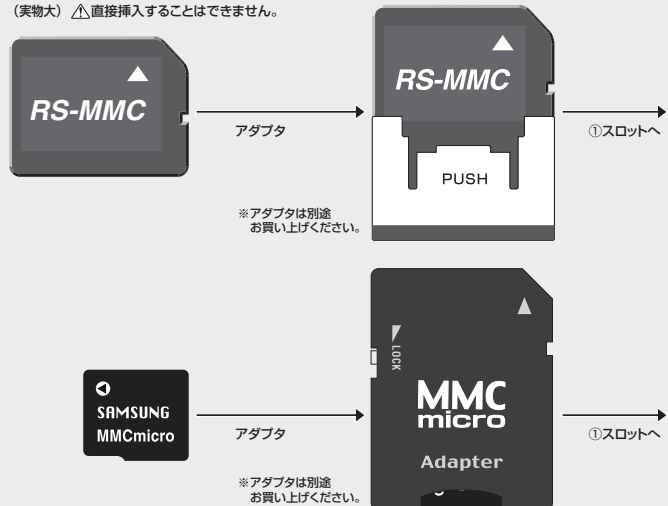 （実物大）⚠直接挿入することはできません。
RS-MMC
アダプタ
RS-MMC
PUSH
①スロットへ
※アダプタは別途
お買い上げください。
SAMSUNG
MMCmicro
アダプタ
LOCK
MMC
micro
Adapter
①スロットへ
※アダプタは別途
お買い上げください。